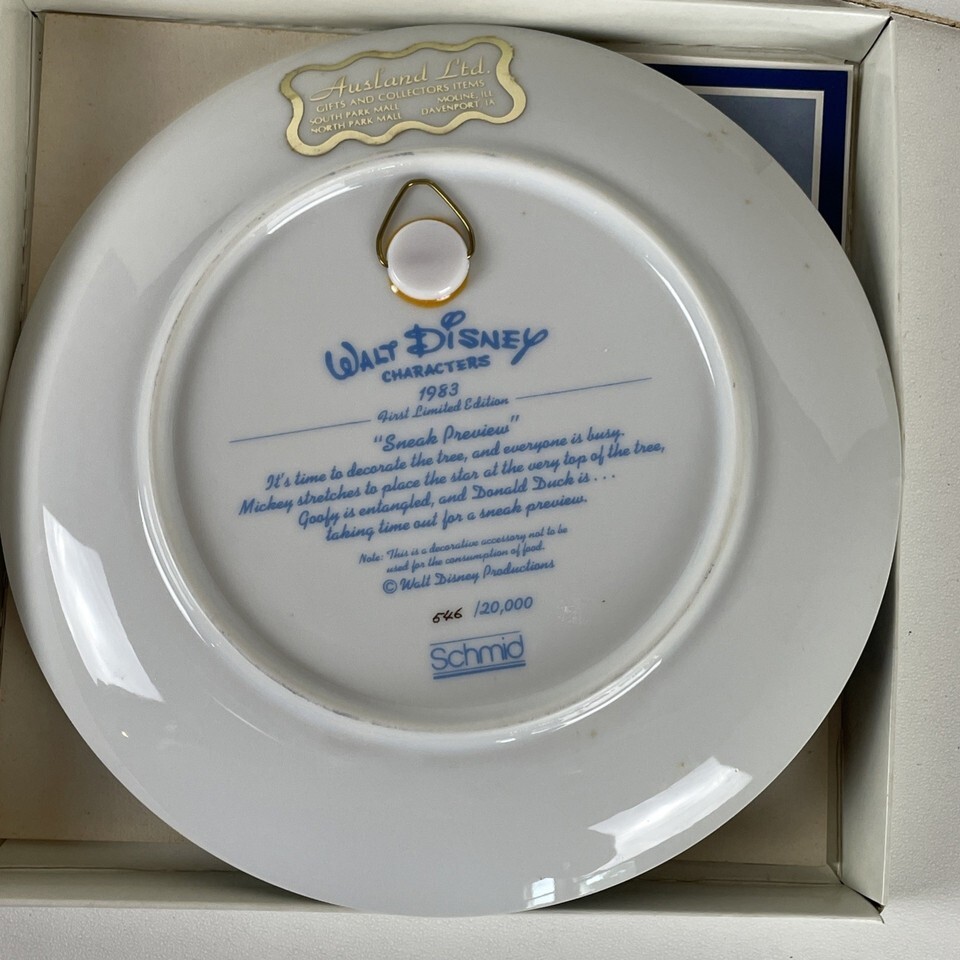 Ausland Ltd.
GIFTS AND COLLECTORS ITEMS
SOUTH PARK MALL MOLINE, ILL
NORTH PARK MALL DAVENPORT, IA
WALT DISNEY
CHARACTERS
1983
First Limited Edition
"Sneak Preview"
It's time to decorate the tree, and everyone is busy.
Mickey stretches to place the star at the very top of the tree,
Goofy is entangled, and Donald Duck is . . .
taking time out for a sneak preview.
Note: This is a decorative accessory not to be
used for the consumption of food.
© Walt Disney Productions
546 /20,000
Schmid